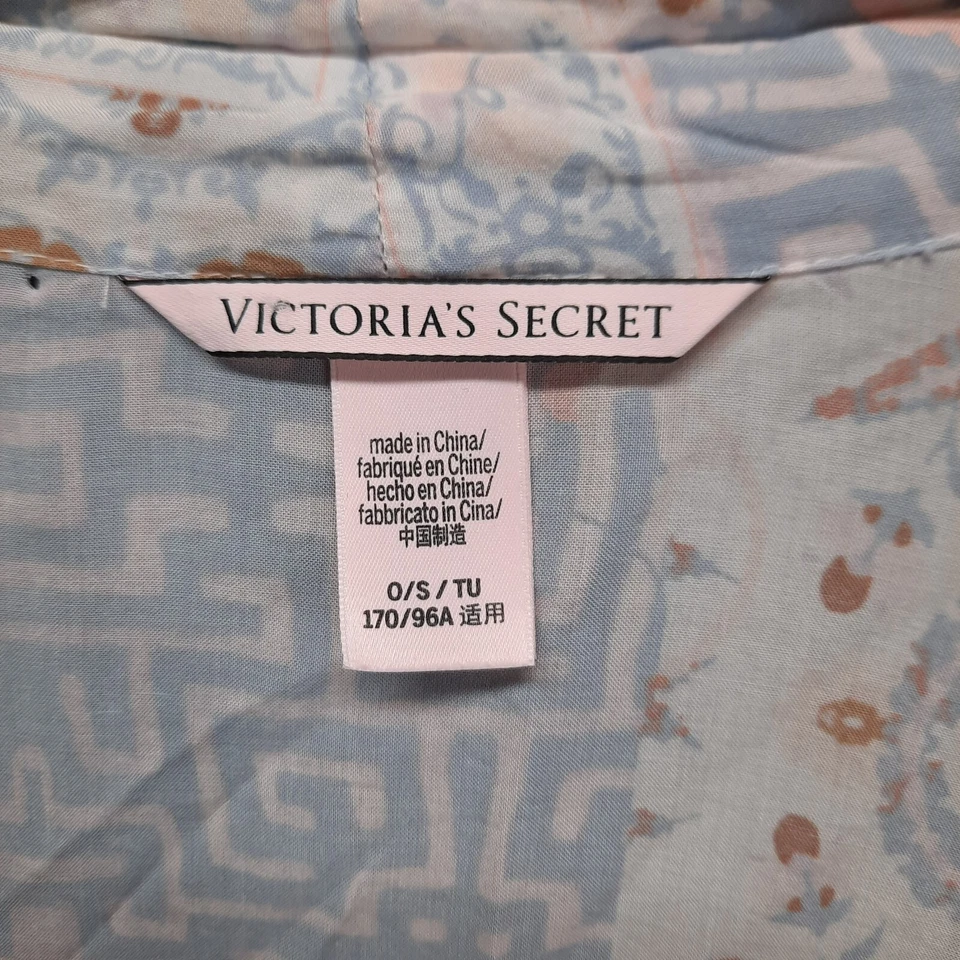 VICTORIA'S SECRET
made in China/
fabriqué en Chine/
hecho en China/
fabbricato in Cina/
中国制造
O/S / TU
170/96A 适用